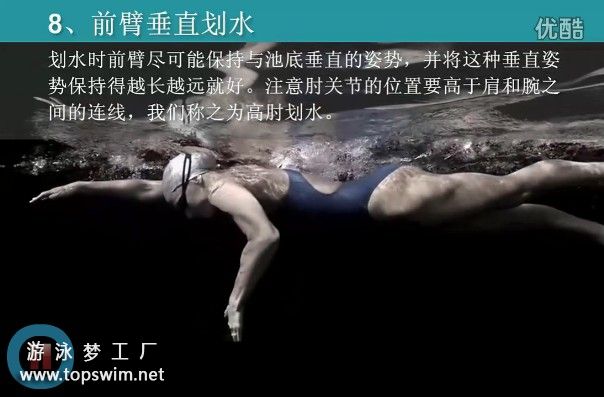 8、前臂垂直划水
优酷
划水时前臂尽可能保持与池底垂直的姿势，并将这种垂直姿
势保持得越长越远就好。注意肘关节的位置要高于肩和腕之
间的连线，我们称之为高肘划水。
游泳梦工厂
www.topswim.net